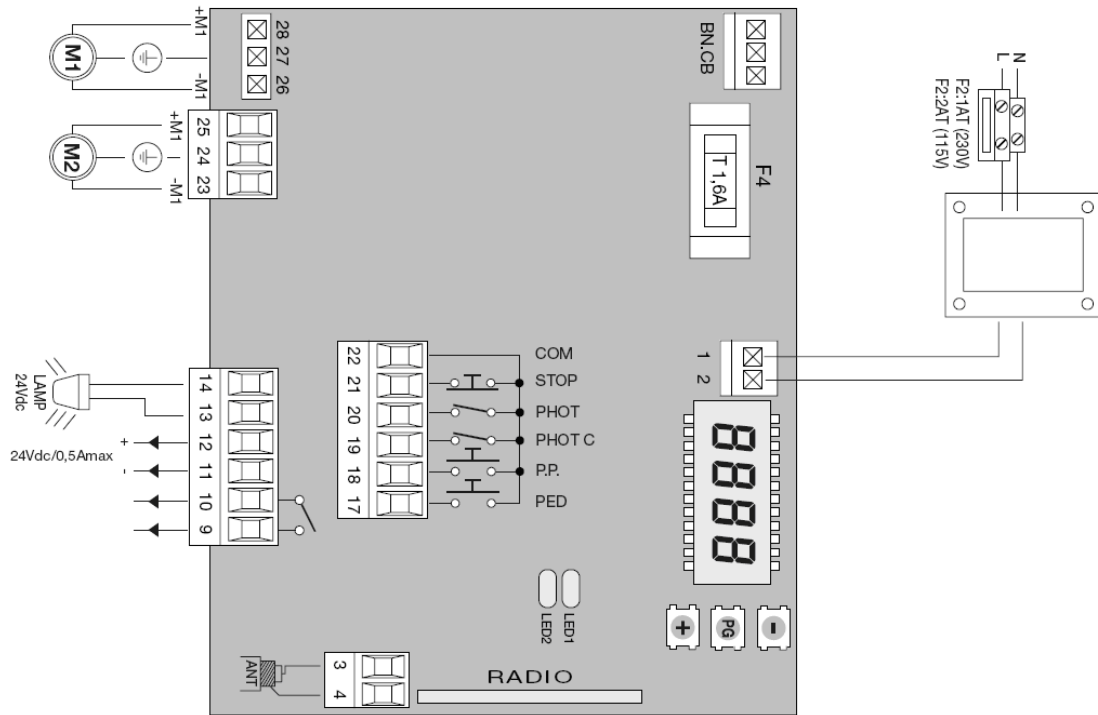 +M1
M1
-M1
28
27
26
+M1
M2
-M1
25
24
23
BN.CB
T 1,6A
F4
L
N
F2:1AT (230V)
F2:2AT (115V)
LAMP
24Vdc
14
13
12
11
10
9
+
24Vdc/0,5Amax
-
22
21
20
19
18
17
COM
STOP
PHOT
PHOT C
P.P.
PED
1
2
8888
LED2
LED1
+
PG
-
ANT
3
4
RADIO